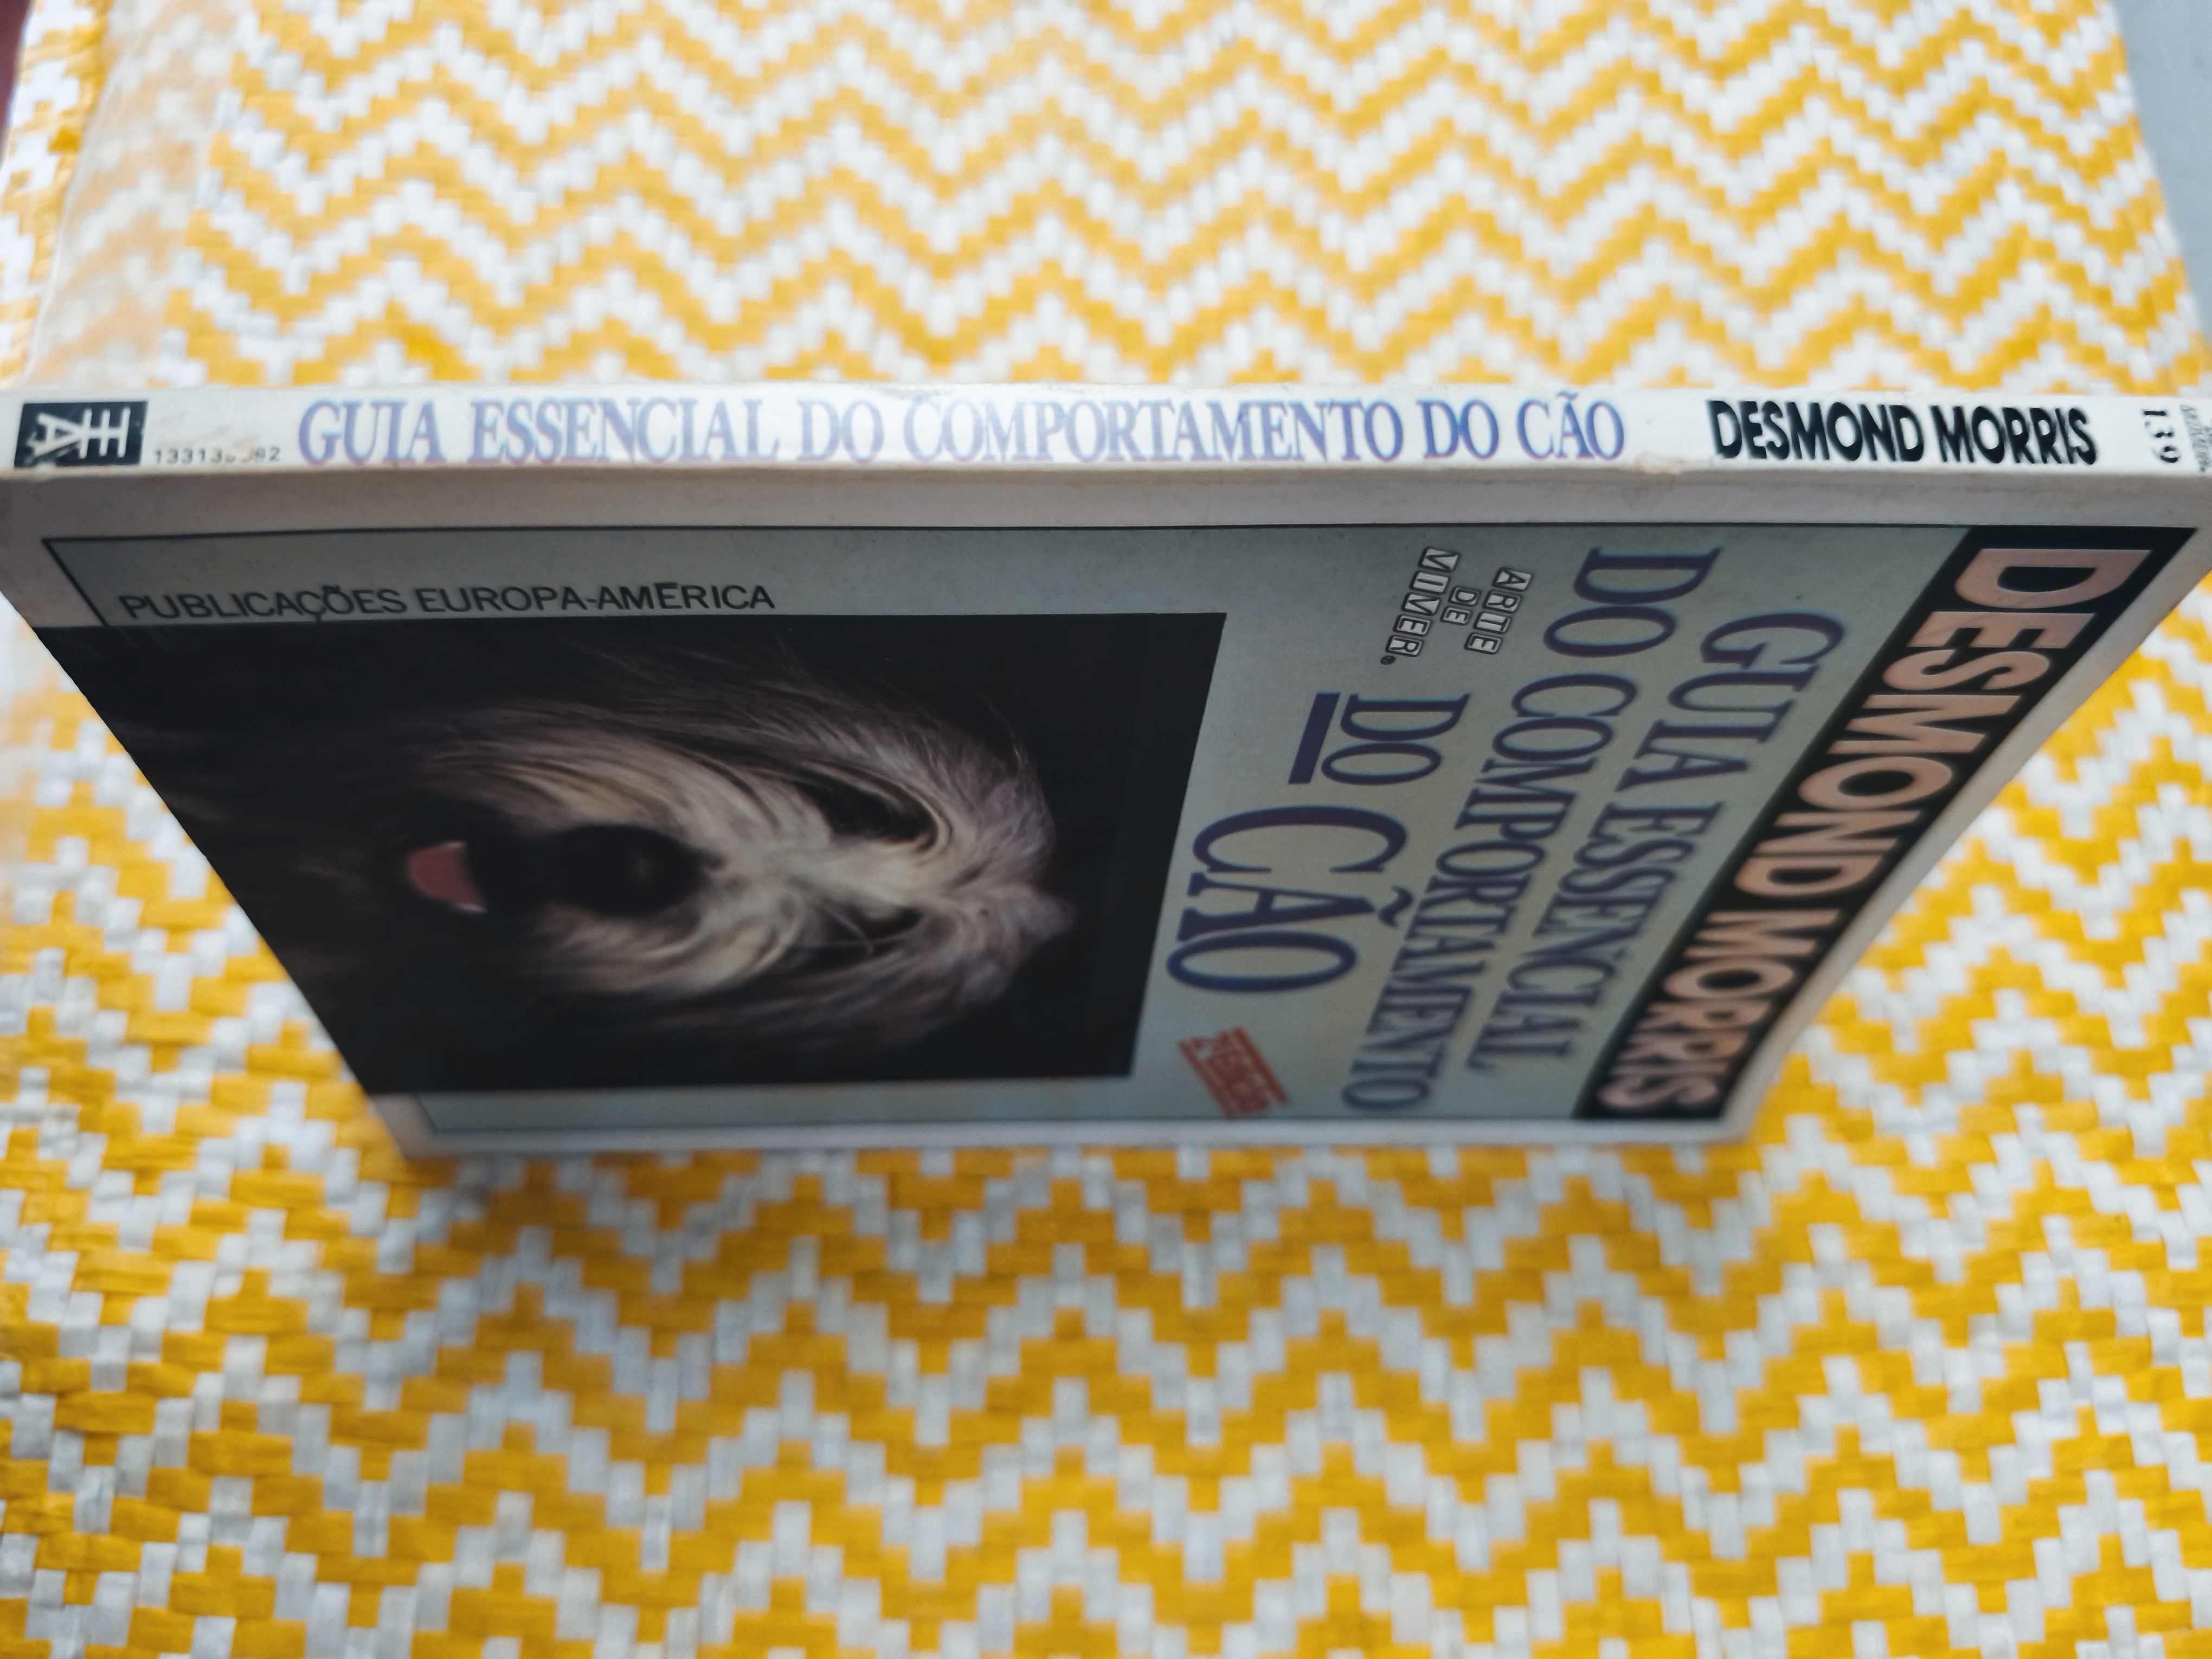 GUIA ESSENCIAL DO COMPORTAMENTO DO CÃO
DESMOND MORRIS
139
DESMOND MORRIS
GUIA ESSENCIAL
DO COMPORTAMENTO
DO CÃO
ARTE
DE
VIVER
PUBLICAÇÕES EUROPA-AMÉRICA